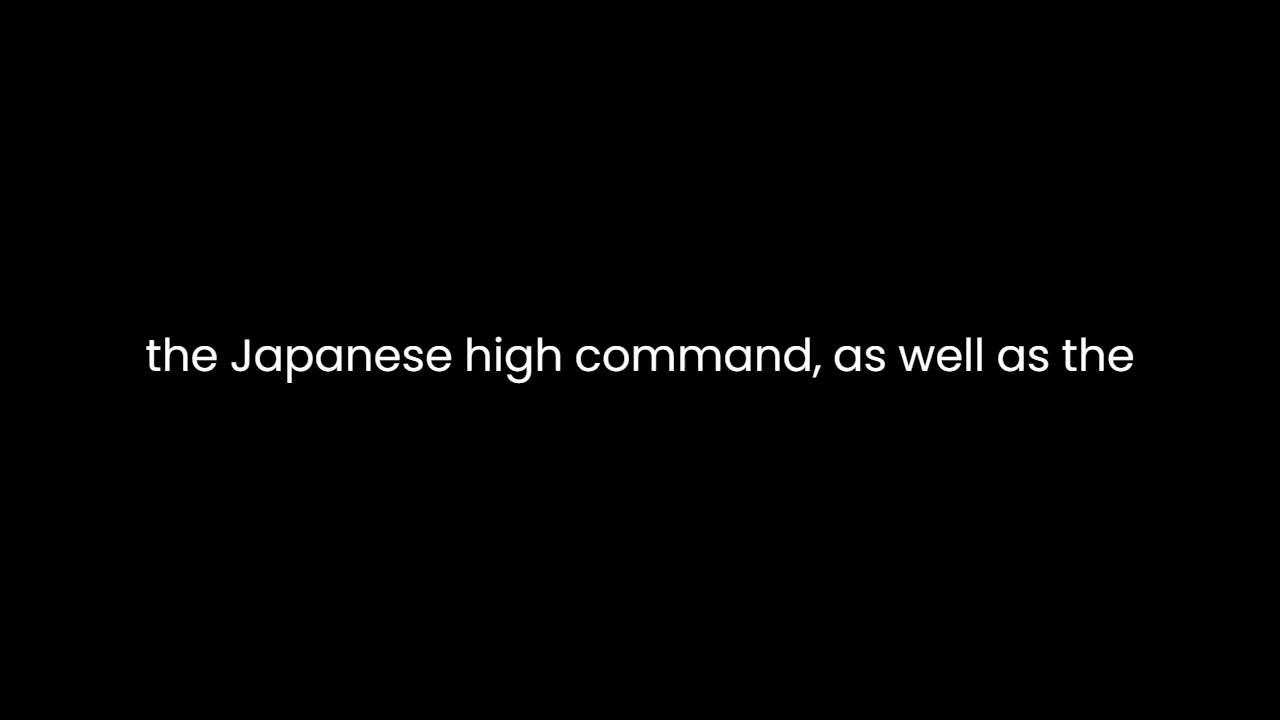 the Japanese high command, as well as the